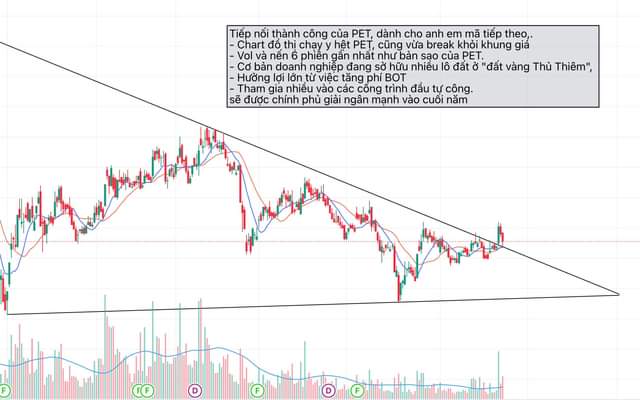 Tiếp nối thành công của PET, dành cho anh em mã tiếp theo,.
- Chart đồ thị chạy y hệt PET, cũng vừa break khỏi khung giá
- Vol và nến 6 phiên gần nhất như bản sao của PET.
- Cơ bản doanh nghiệp đang sở hữu nhiều lô đất ở "đất vàng Thủ Thiêm",
- Hưởng lợi lớn từ việc tăng phí BOT
- Tham gia nhiều vào các công trình đầu tư công.
sẽ được chính phủ giải ngân mạnh vào cuối năm
F F F D F D F